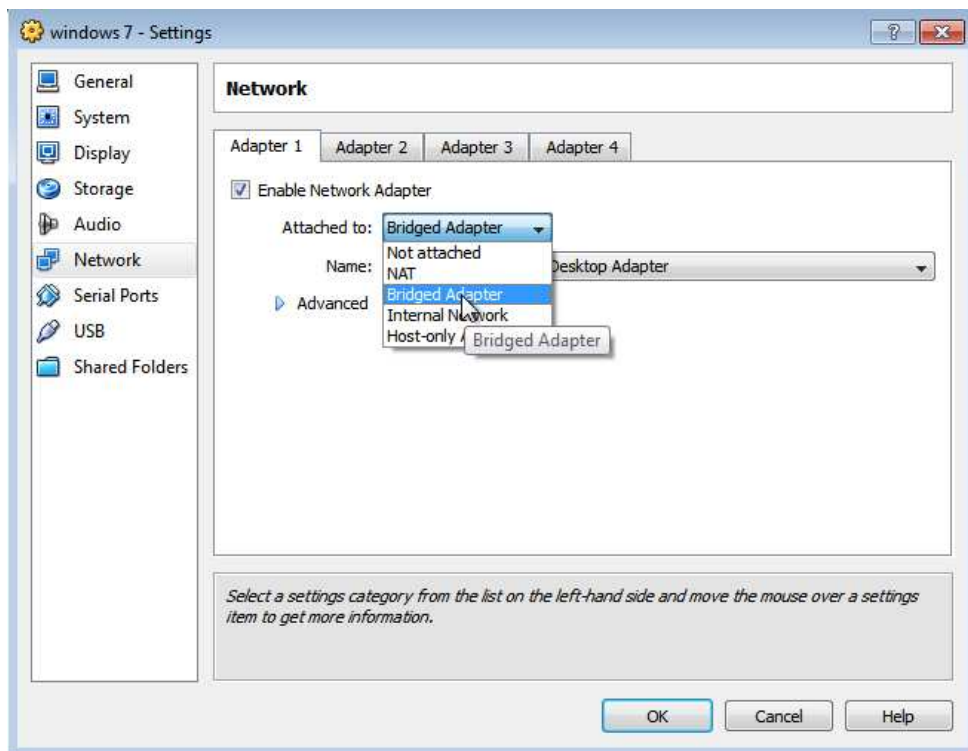 windows 7 - Settings
General
System
Display
Storage
Audio
Network
Serial Ports
USB
Shared Folders
Network
Adapter 1 Adapter 2 Adapter 3 Adapter 4
Enable Network Adapter
Attached to: Bridged Adapter
Not attached
NAT
Bridged Adapter
Internal Network
Host-only
Bridged Adapter
Name: Desktop Adapter
Advanced
Select a settings category from the list on the left-hand side and move the mouse over a settings
item to get more information.
OK Cancel Help